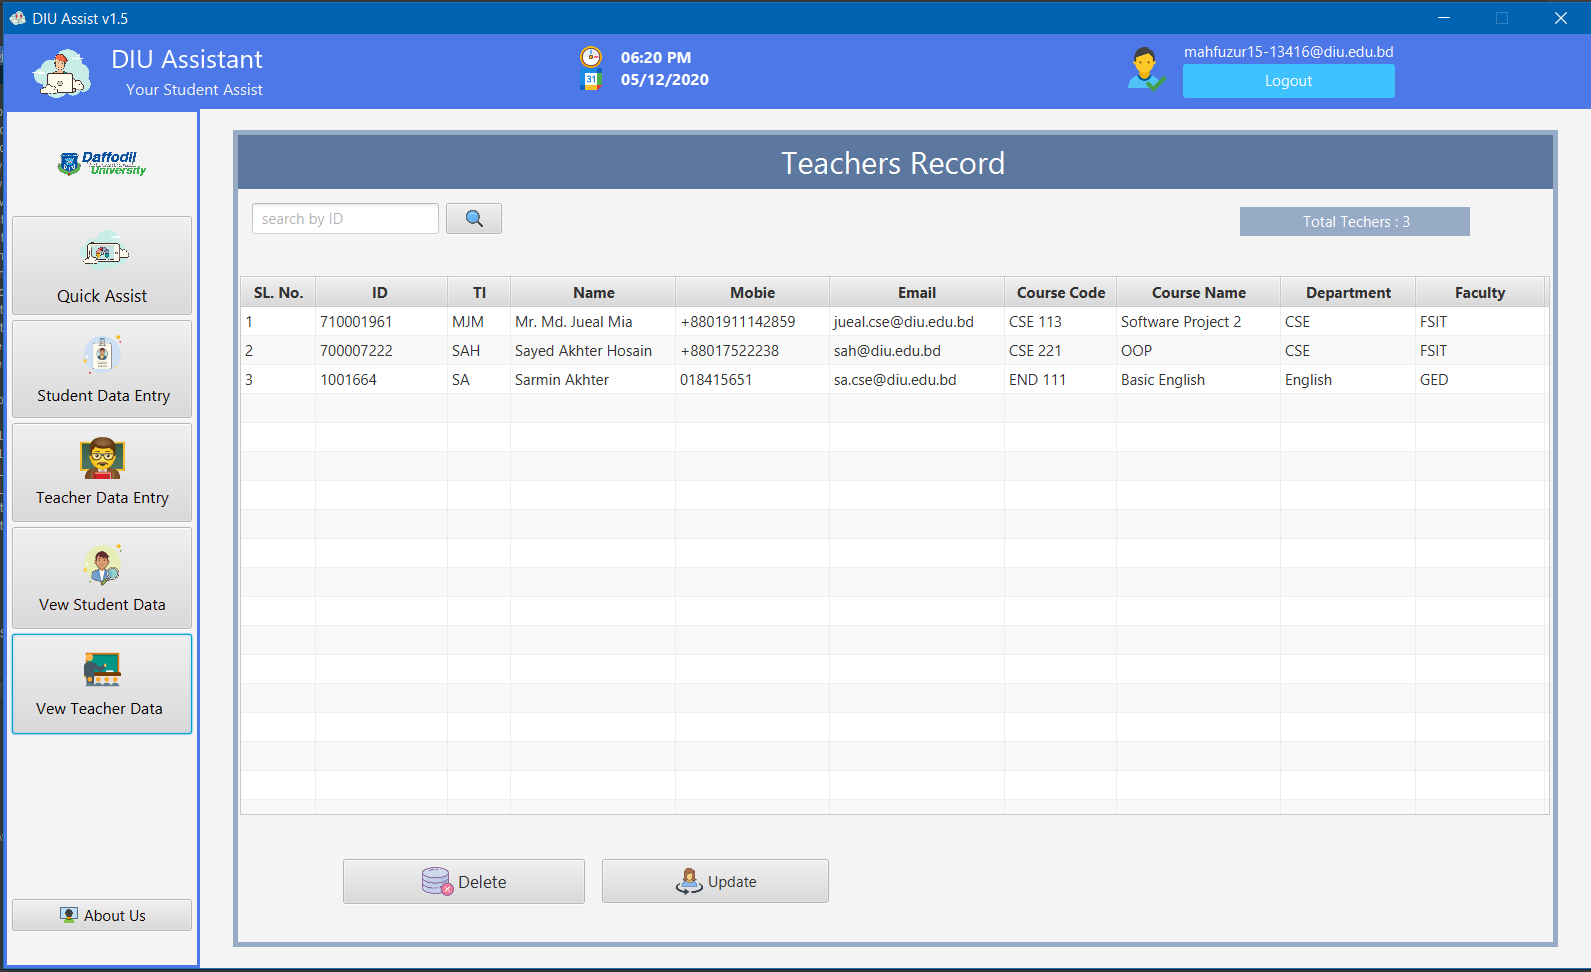 DIU Assist v1.5
DIU Assistant
Your Student Assist
06:20 PM
05/12/2020
31
mahfuzur15-13416@diu.edu.bd
Logout
Daffodil
University
Quick Assist
Student Data Entry
Teacher Data Entry
Vew Student Data
Vew Teacher Data
About Us
Teachers Record
search by ID
Total Techers : 3
SL. No. ID TI Name Mobie Email Course Code Course Name Department Faculty
1 710001961 MJM Mr. Md. Jueal Mia +8801911142859 jueal.cse@diu.edu.bd CSE 113 Software Project 2 CSE FSIT
2 700007222 SAH Sayed Akhter Hosain +88017522238 sah@diu.edu.bd CSE 221 OOP CSE FSIT
3 1001664 SA Sarmin Akhter 018415651 sa.cse@diu.edu.bd END 111 Basic English English GED
Delete
Update